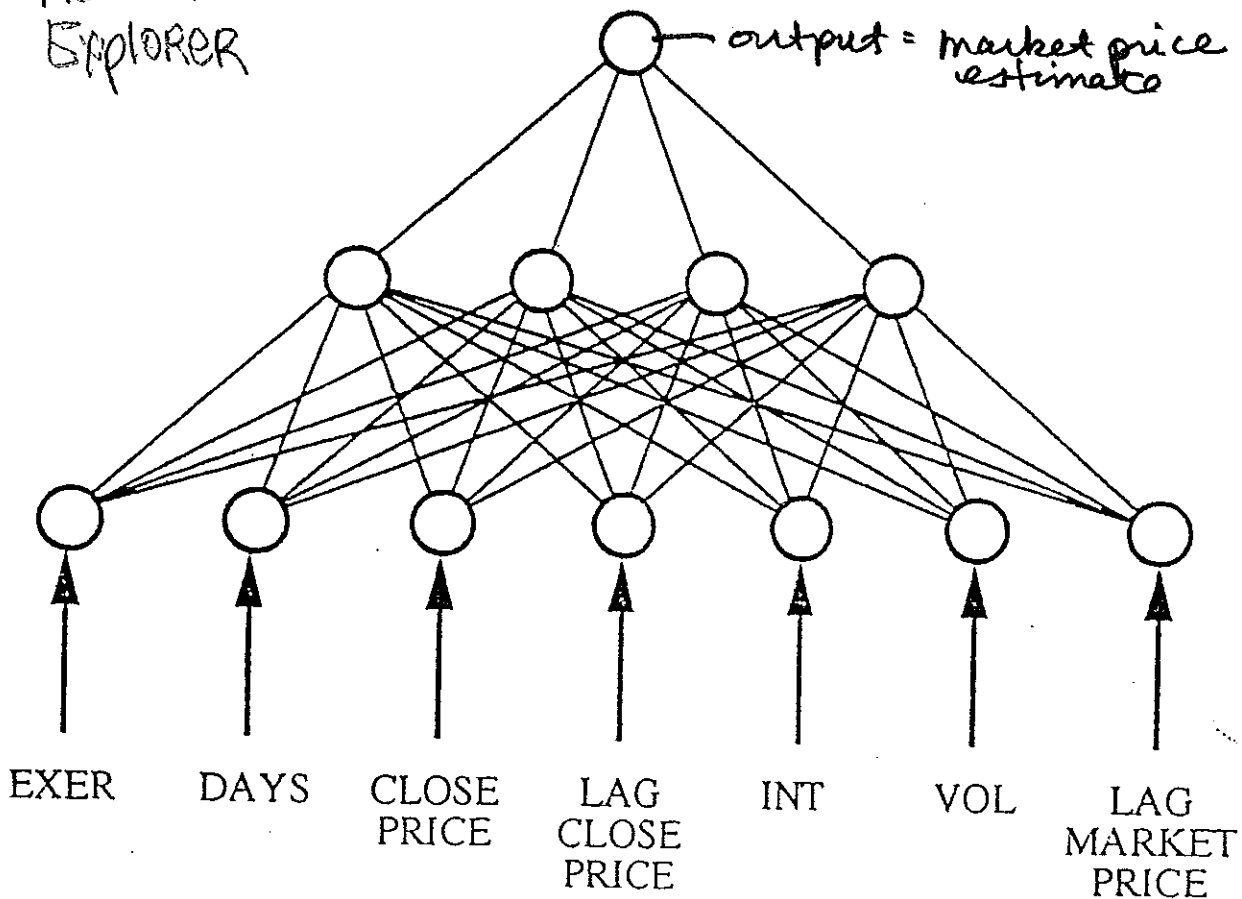 Explorer
output = market price
estimate
EXER
DAYS
CLOSE
PRICE
LAG
CLOSE
PRICE
INT
VOL
LAG
MARKET
PRICE